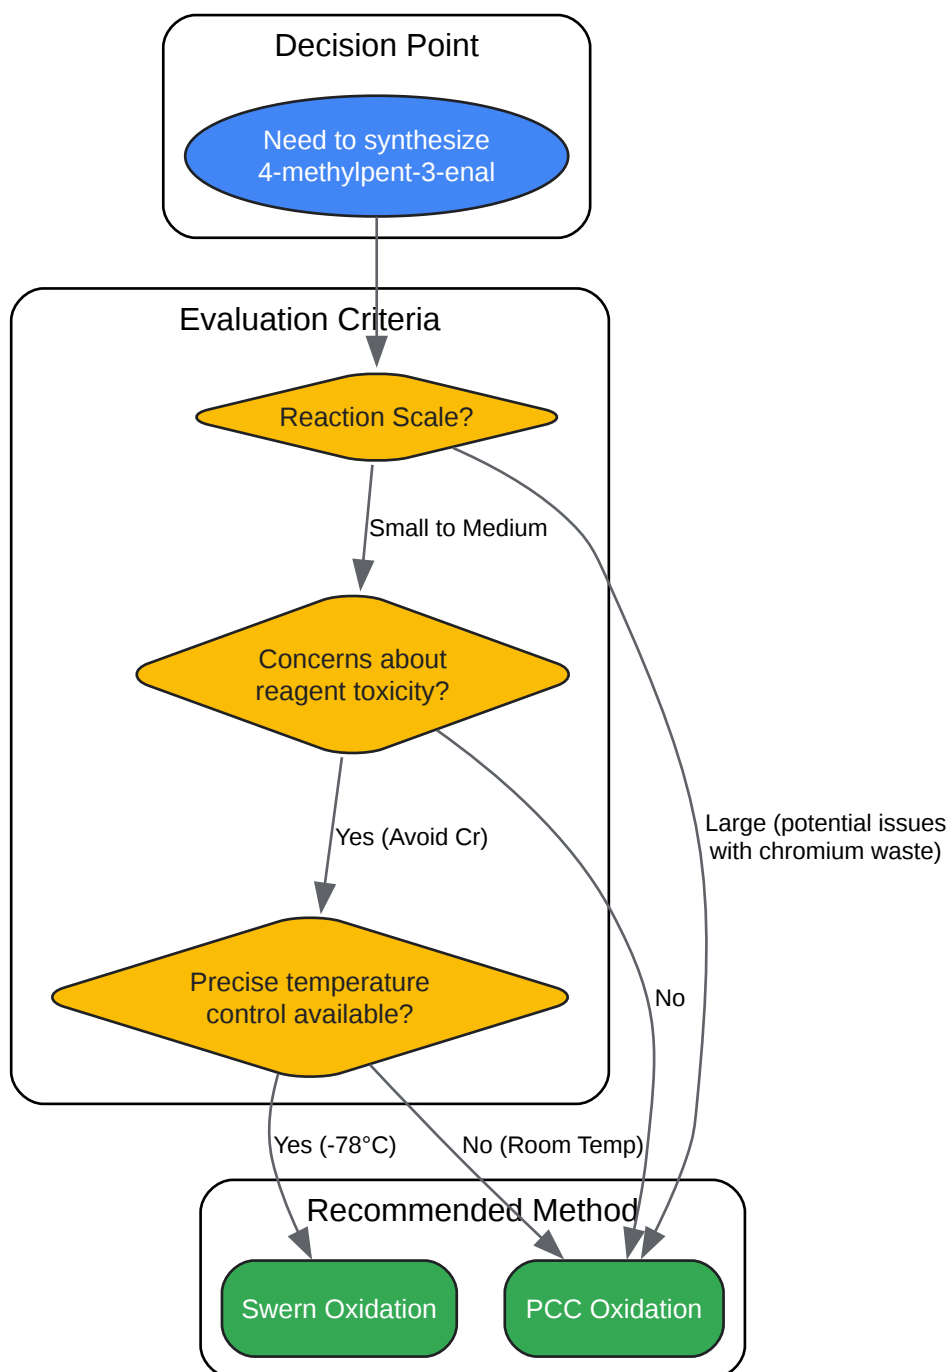 Decision Point
Need to synthesize
4-methylpent-3-enal
Evaluation Criteria
Reaction Scale?
Small to Medium
Concerns about
reagent toxicity?
Large (potential issues
with chromium waste)
Yes (Avoid Cr)
Precise temperature
control available?
No
Yes (-78°C)
No (Room Temp)
Recommended Method
Swern Oxidation
PCC Oxidation